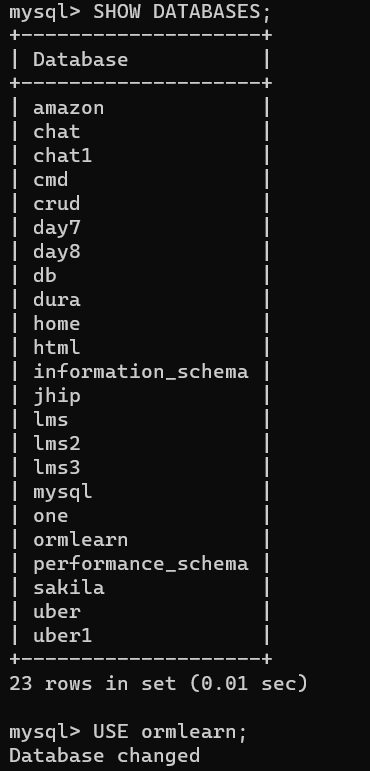 mysql> SHOW DATABASES;
+--------------------+
| Database           |
+--------------------+
| amazon             |
| chat               |
| chat1              |
| cmd                |
| crud               |
| day7               |
| day8               |
| db                 |
| dura               |
| home               |
| html               |
| information_schema |
| jhip               |
| lms                |
| lms2               |
| lms3               |
| mysql              |
| one                |
| ormlearn           |
| performance_schema |
| sakila             |
| uber               |
| uber1              |
+--------------------+
23 rows in set (0.01 sec)
mysql> USE ormlearn;
Database changed